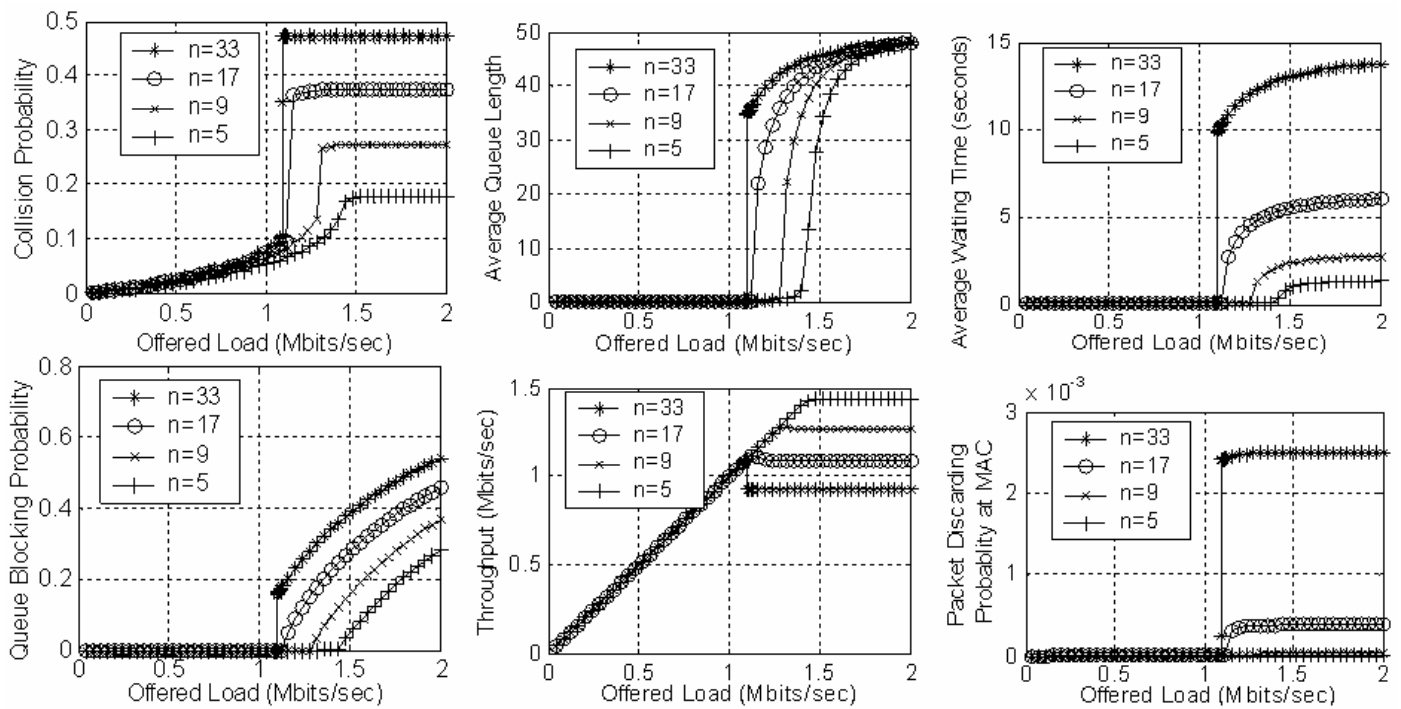 Collision Probability
0.5
0.4
0.3
0.2
0.1
0
n=33
n=17
n=9
n=5
0
0.5
1
1.5
2
Offered Load (Mbits/sec)
Average Queue Length
50
40
30
20
10
0
n=33
n=17
n=9
n=5
0
0.5
1
1.5
2
Offered Load (Mbits/sec)
Average Waiting Time (seconds)
15
10
5
0
n=33
n=17
n=9
n=5
0
0.5
1
1.5
2
Offered Load (Mbits/sec)
Queue Blocking Probability
0.8
0.6
0.4
0.2
0
n=33
n=17
n=9
n=5
0
0.5
1
1.5
2
Offered Load (Mbits/sec)
Throughput (Mbits/sec)
1.5
1.0
0.5
0
n=33
n=17
n=9
n=5
0
0.5
1
1.5
2
Offered Load (Mbits/sec)
Packet Discarding
Probablity at MAC
× 10⁻³
3
2
1
0
n=33
n=17
n=9
n=5
0
0.5
1
1.5
2
Offered Load (Mbits/sec)